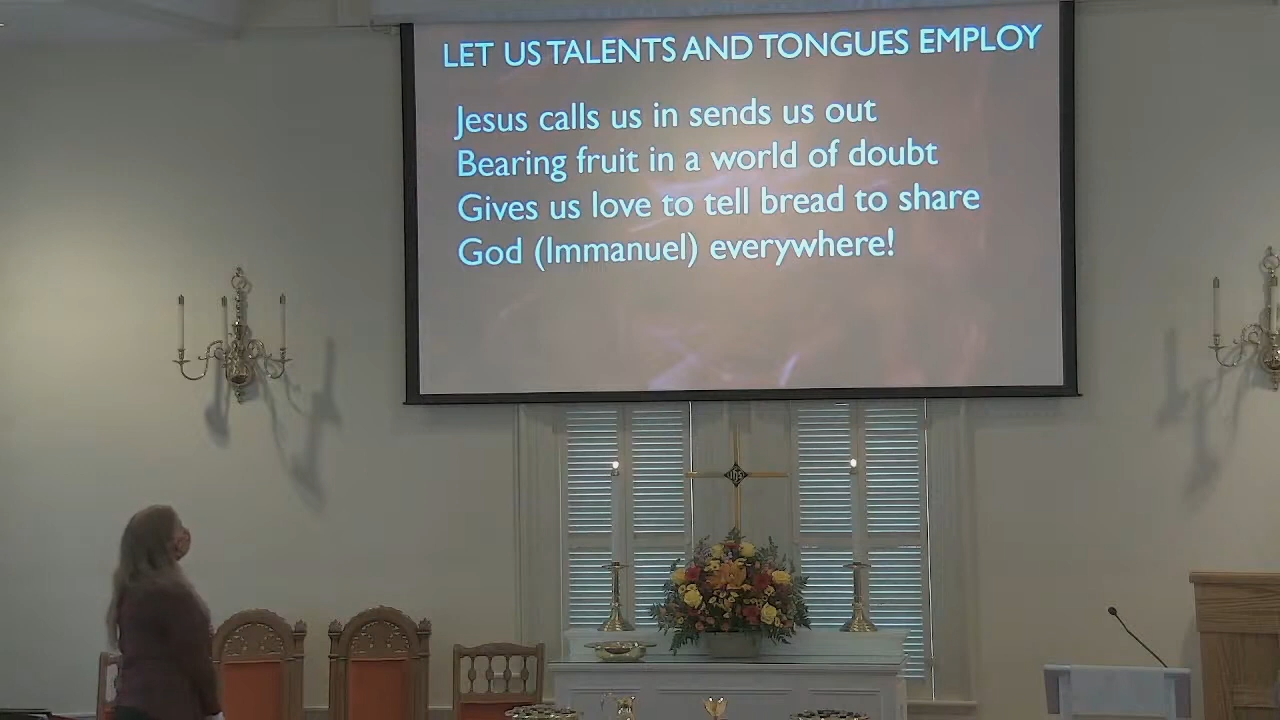 LET US TALENTS AND TONGUES EMPLOY
Jesus calls us in sends us out
Bearing fruit in a world of doubt
Gives us love to tell bread to share
God (Immanuel) everywhere!
IHS